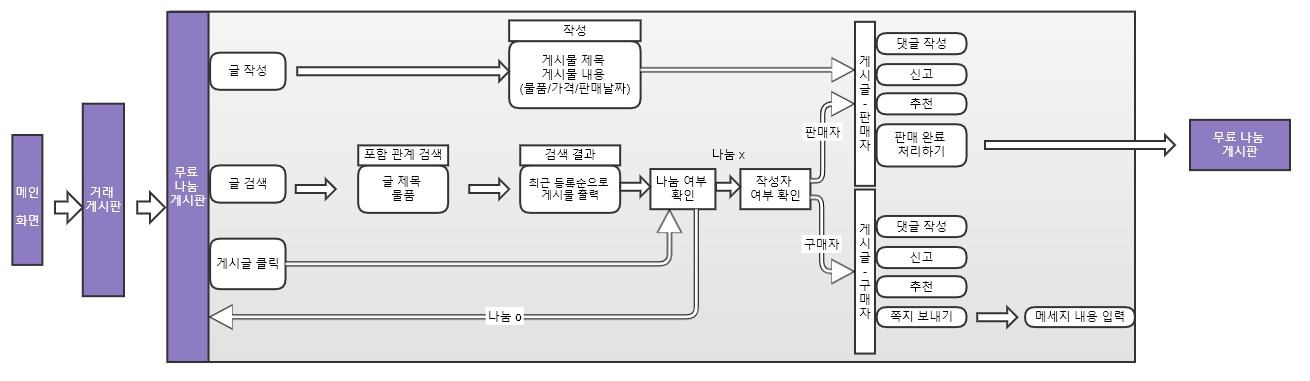 메인
화면
거래
게시판
무료
나눔
게시판
글 작성
작성
게시물 제목
게시물 내용
(물품/가격/판매날짜)
글 검색
포함 관계 검색
글 제목
물품
검색 결과
최근 등록순으로
게시물 출력
나눔 여부
확인
나눔 x
작성자
여부 확인
판매자
구매자
게시글 클릭
나눔 o
게시글-판매자
댓글 작성
신고
추천
판매 완료
처리하기
게시글-구매자
댓글 작성
신고
추천
쪽지 보내기
메세지 내용 입력
무료 나눔
게시판